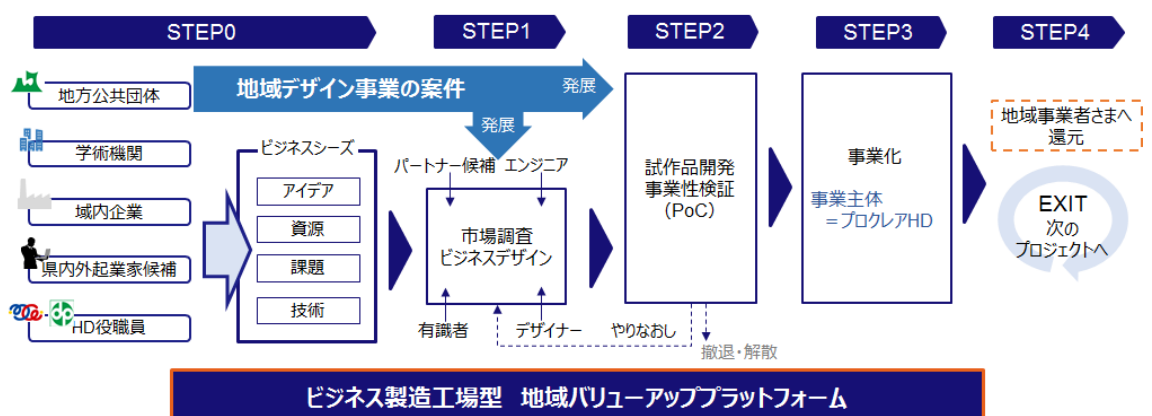 STEP0
STEP1
STEP2
STEP3
STEP4
地方公共団体
学術機関
域内企業
県内外起業家候補
HD役職員
地域デザイン事業の案件
発展
発展
ビジネスシーズ
アイデア
資源
課題
技術
パートナー候補
エンジニア
市場調査
ビジネスデザイン
有識者
デザイナー
試作品開発
事業性検証
（PoC）
やりなおし
撤退・解散
事業化
事業主体
＝プロクレアHD
地域事業者さまへ
還元
EXIT
次の
プロジェクトへ
ビジネス製造工場型　地域バリューアッププラットフォーム